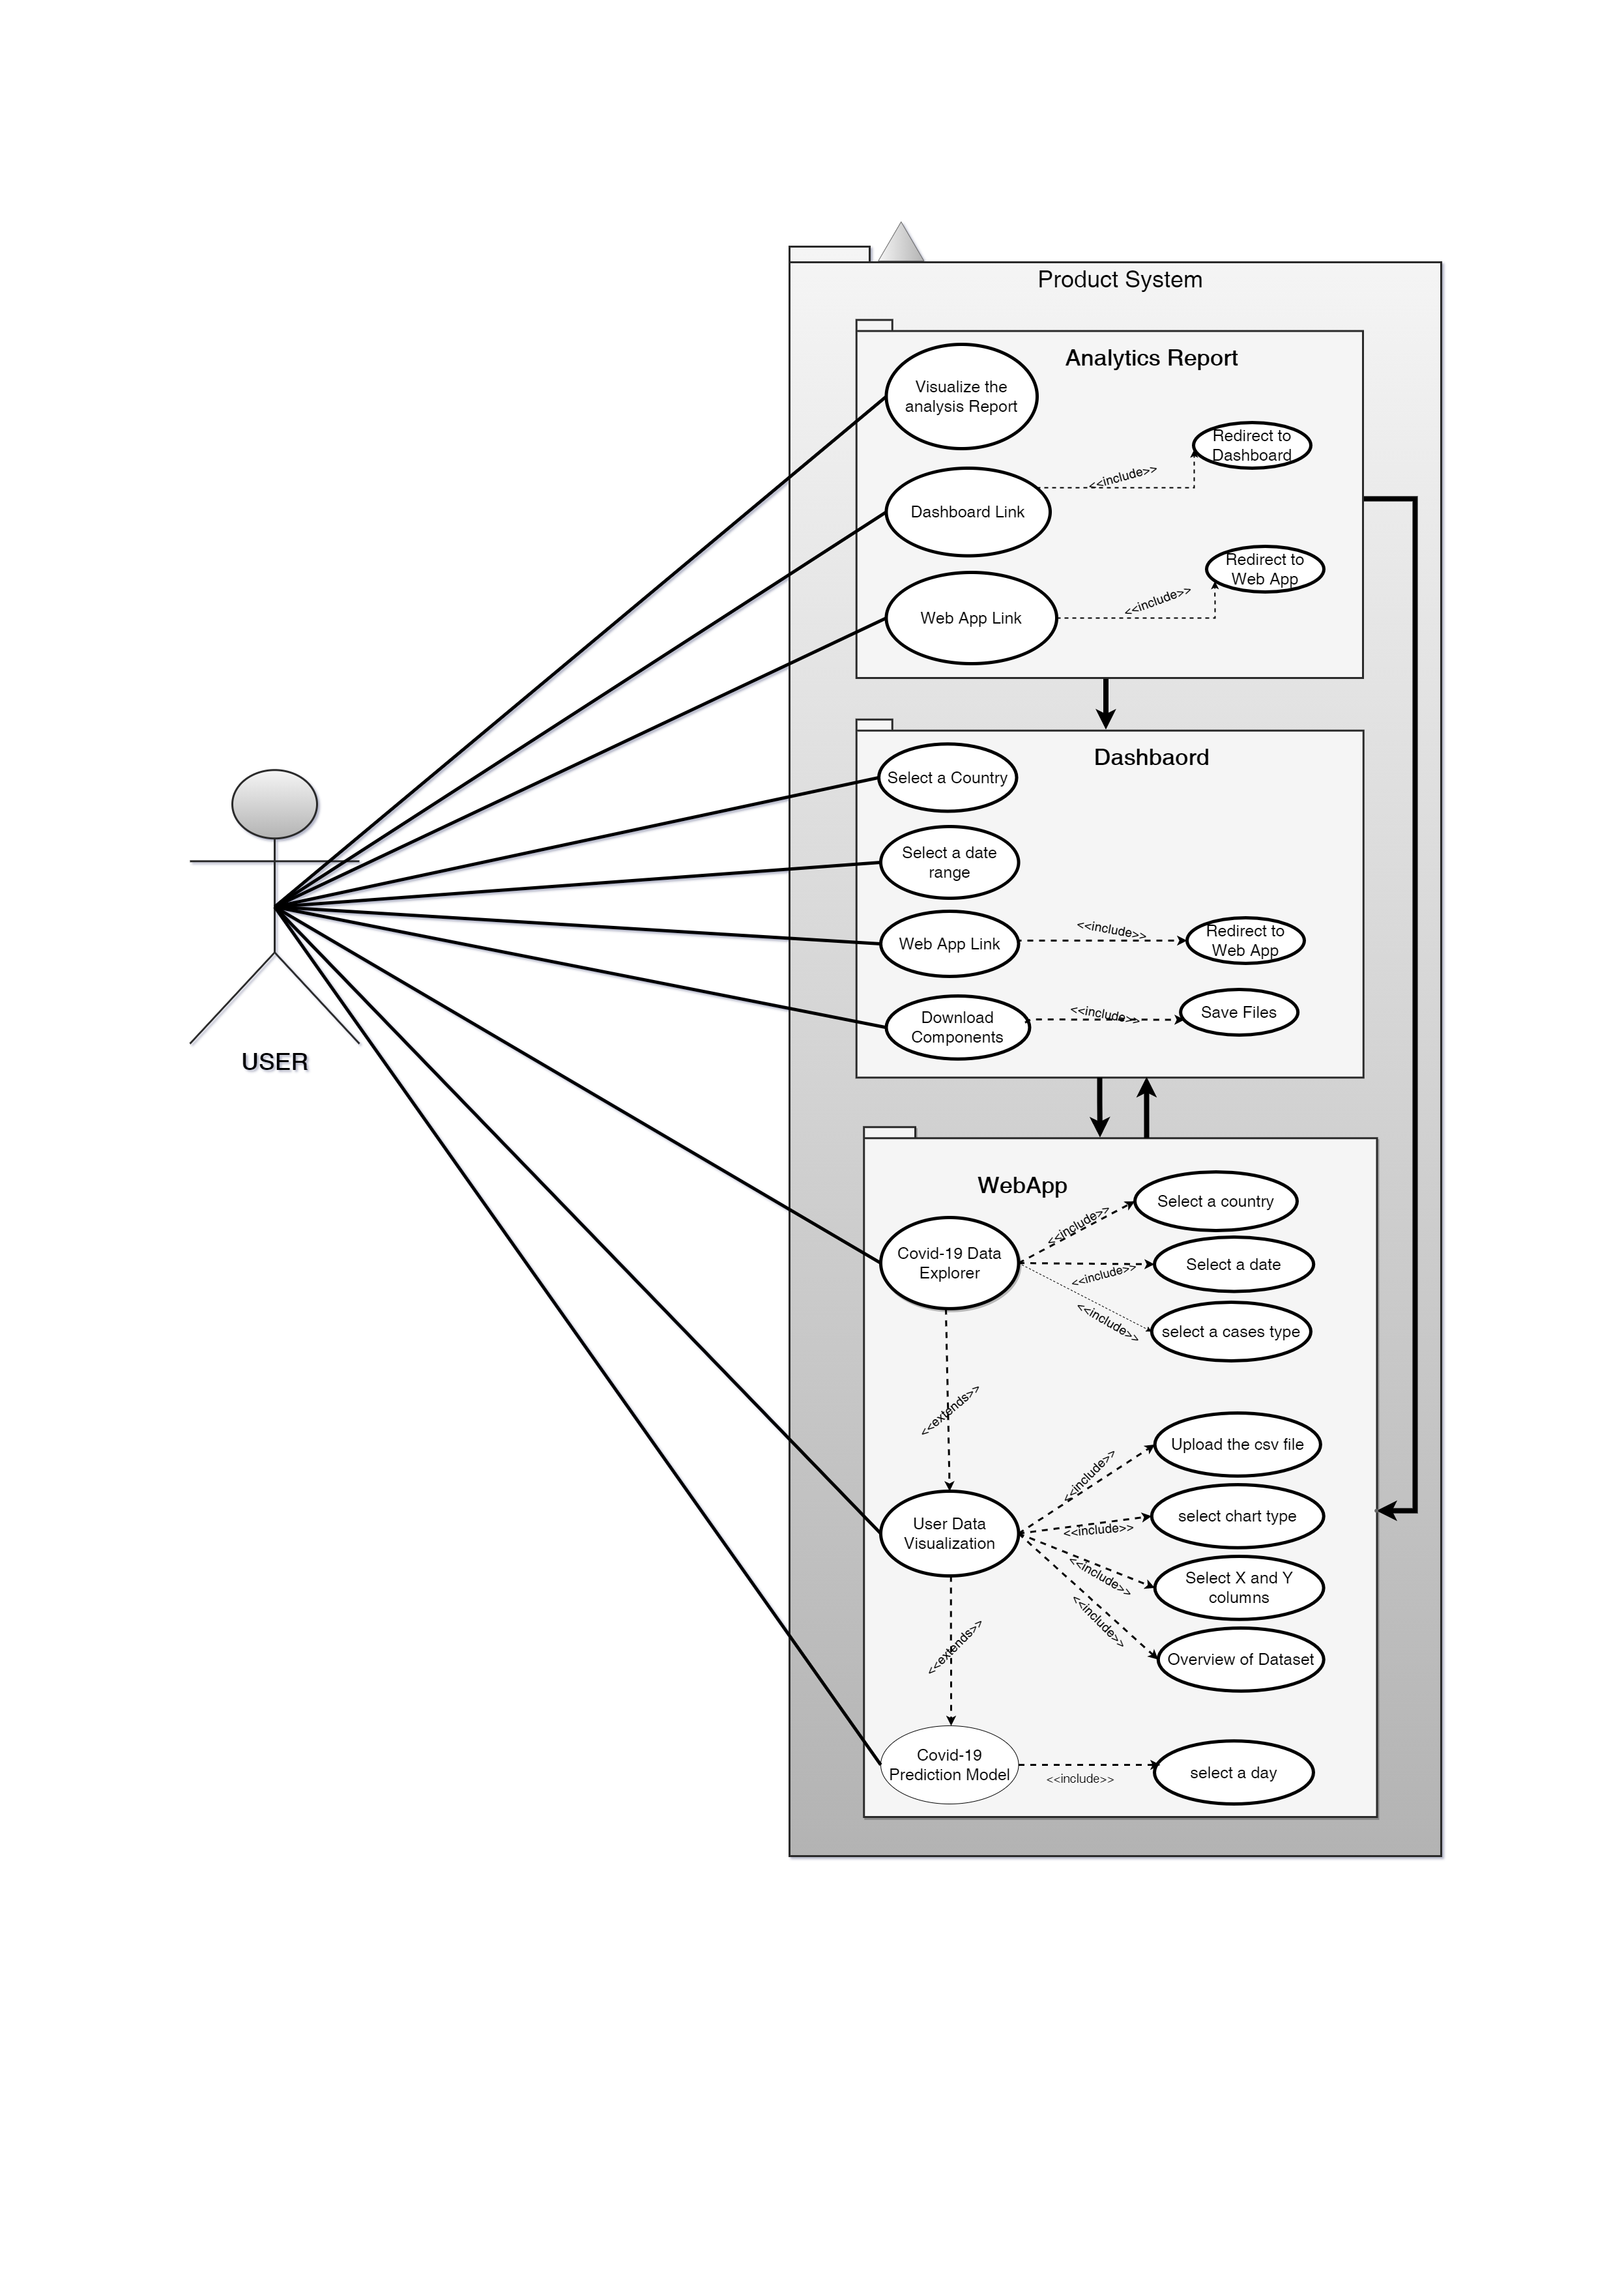 Product System
Analytics Report
Visualize the
analysis Report
Redirect to
Dashboard
<<include>>
Dashboard Link
Redirect to
Web App
<<include>>
Web App Link
Dashbaord
Select a Country
Select a date
range
Web App Link
<<include>>
Redirect to
Web App
Download
Components
<<include>>
Save Files
USER
WebApp
Select a country
<<include>>
Covid-19 Data
Explorer
Select a date
<<include>>
<<include>>
select a cases type
<<extends>>
Upload the csv file
<<include>>
User Data
Visualization
select chart type
<<include>>
<<include>>
Select X and Y
columns
<<include>>
Overview of Dataset
<<extends>>
Covid-19
Prediction Model
<<include>>
select a day